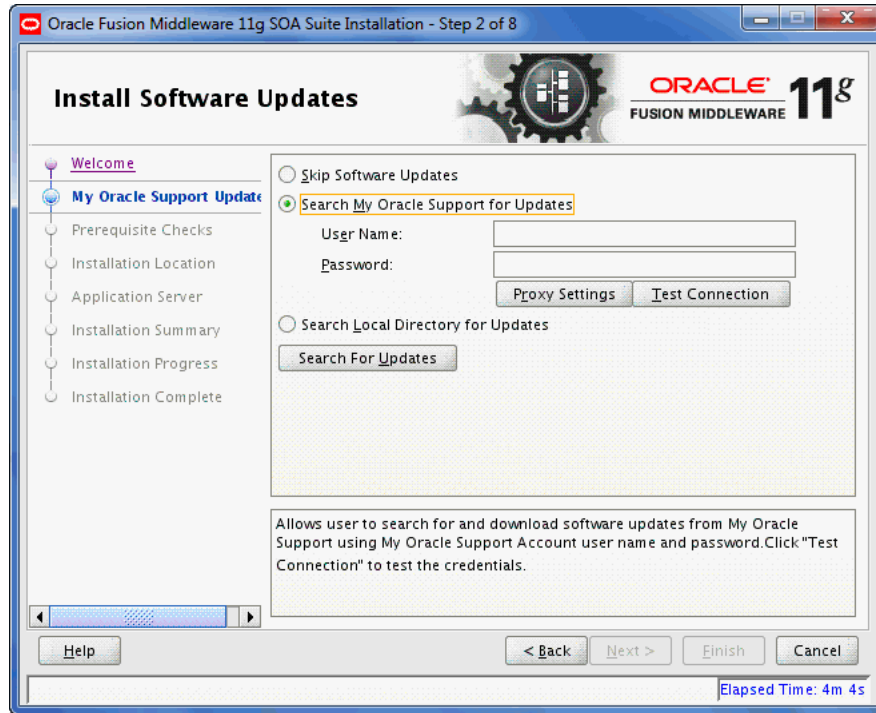 Oracle Fusion Middleware 11g SOA Suite Installation - Step 2 of 8
Install Software Updates
ORACLE
FUSION MIDDLEWARE
11g
Welcome
My Oracle Support Update
Prerequisite Checks
Installation Location
Application Server
Installation Summary
Installation Progress
Installation Complete
Skip Software Updates
Search My Oracle Support for Updates
User Name:
Password:
Proxy Settings Test Connection
Search Local Directory for Updates
Search For Updates
Allows user to search for and download software updates from My Oracle
Support using My Oracle Support Account user name and password.Click "Test
Connection" to test the credentials.
Help < Back Next > Finish Cancel
Elapsed Time: 4m 4s